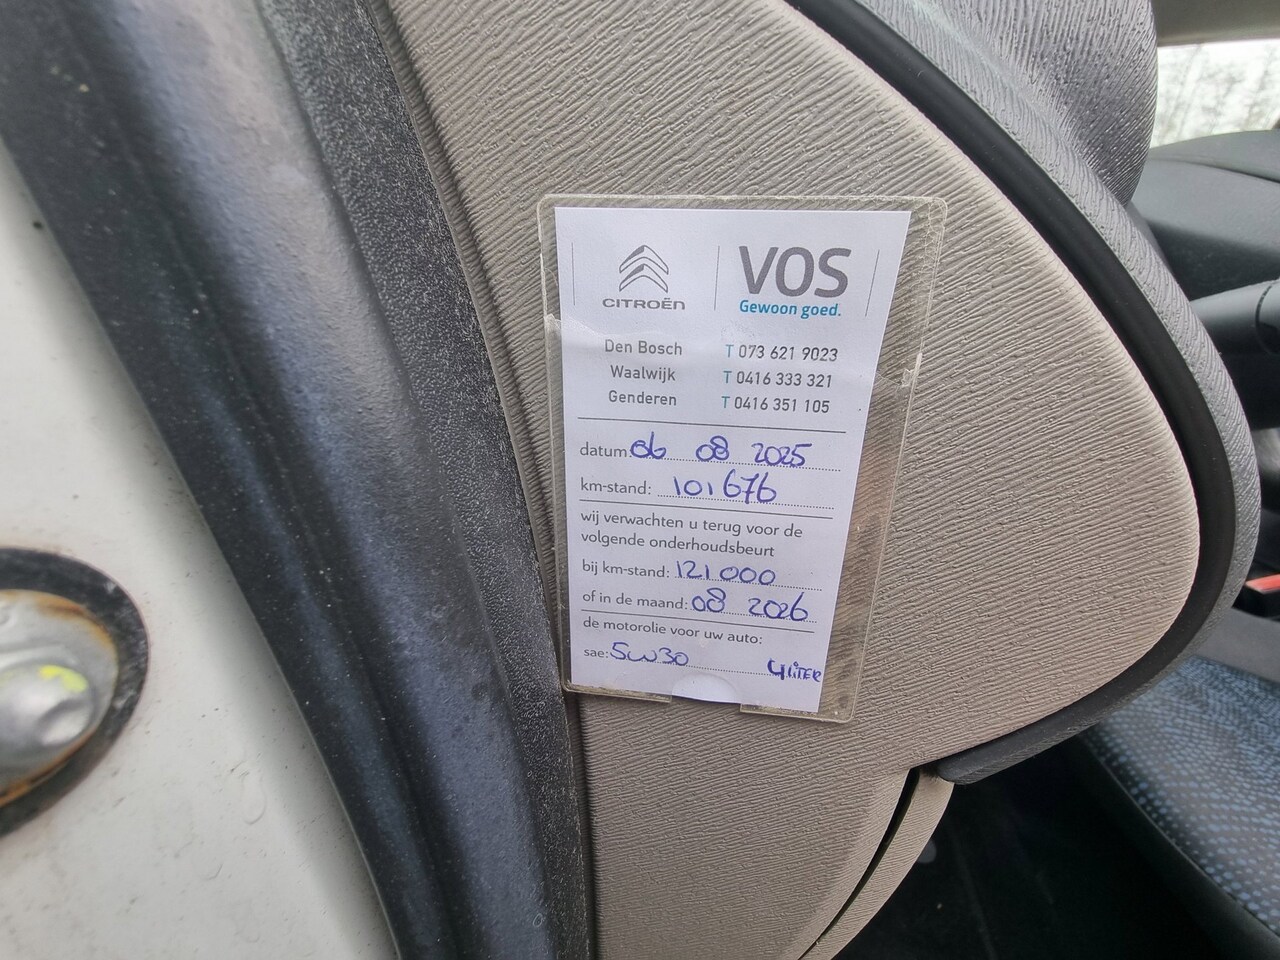 CITROËN
VOS
Gewoon goed.
Den Bosch T 073 621 9023
Waalwijk T 0416 333 321
Genderen T 0416 351 105
datum: 06 08 2025
km-stand: 101676
wij verwachten u terug voor de
volgende onderhoudsbeurt
bij km-stand: 121000
of in de maand: 08 2026
de motorolie voor uw auto:
sae: 5W30 4LITER